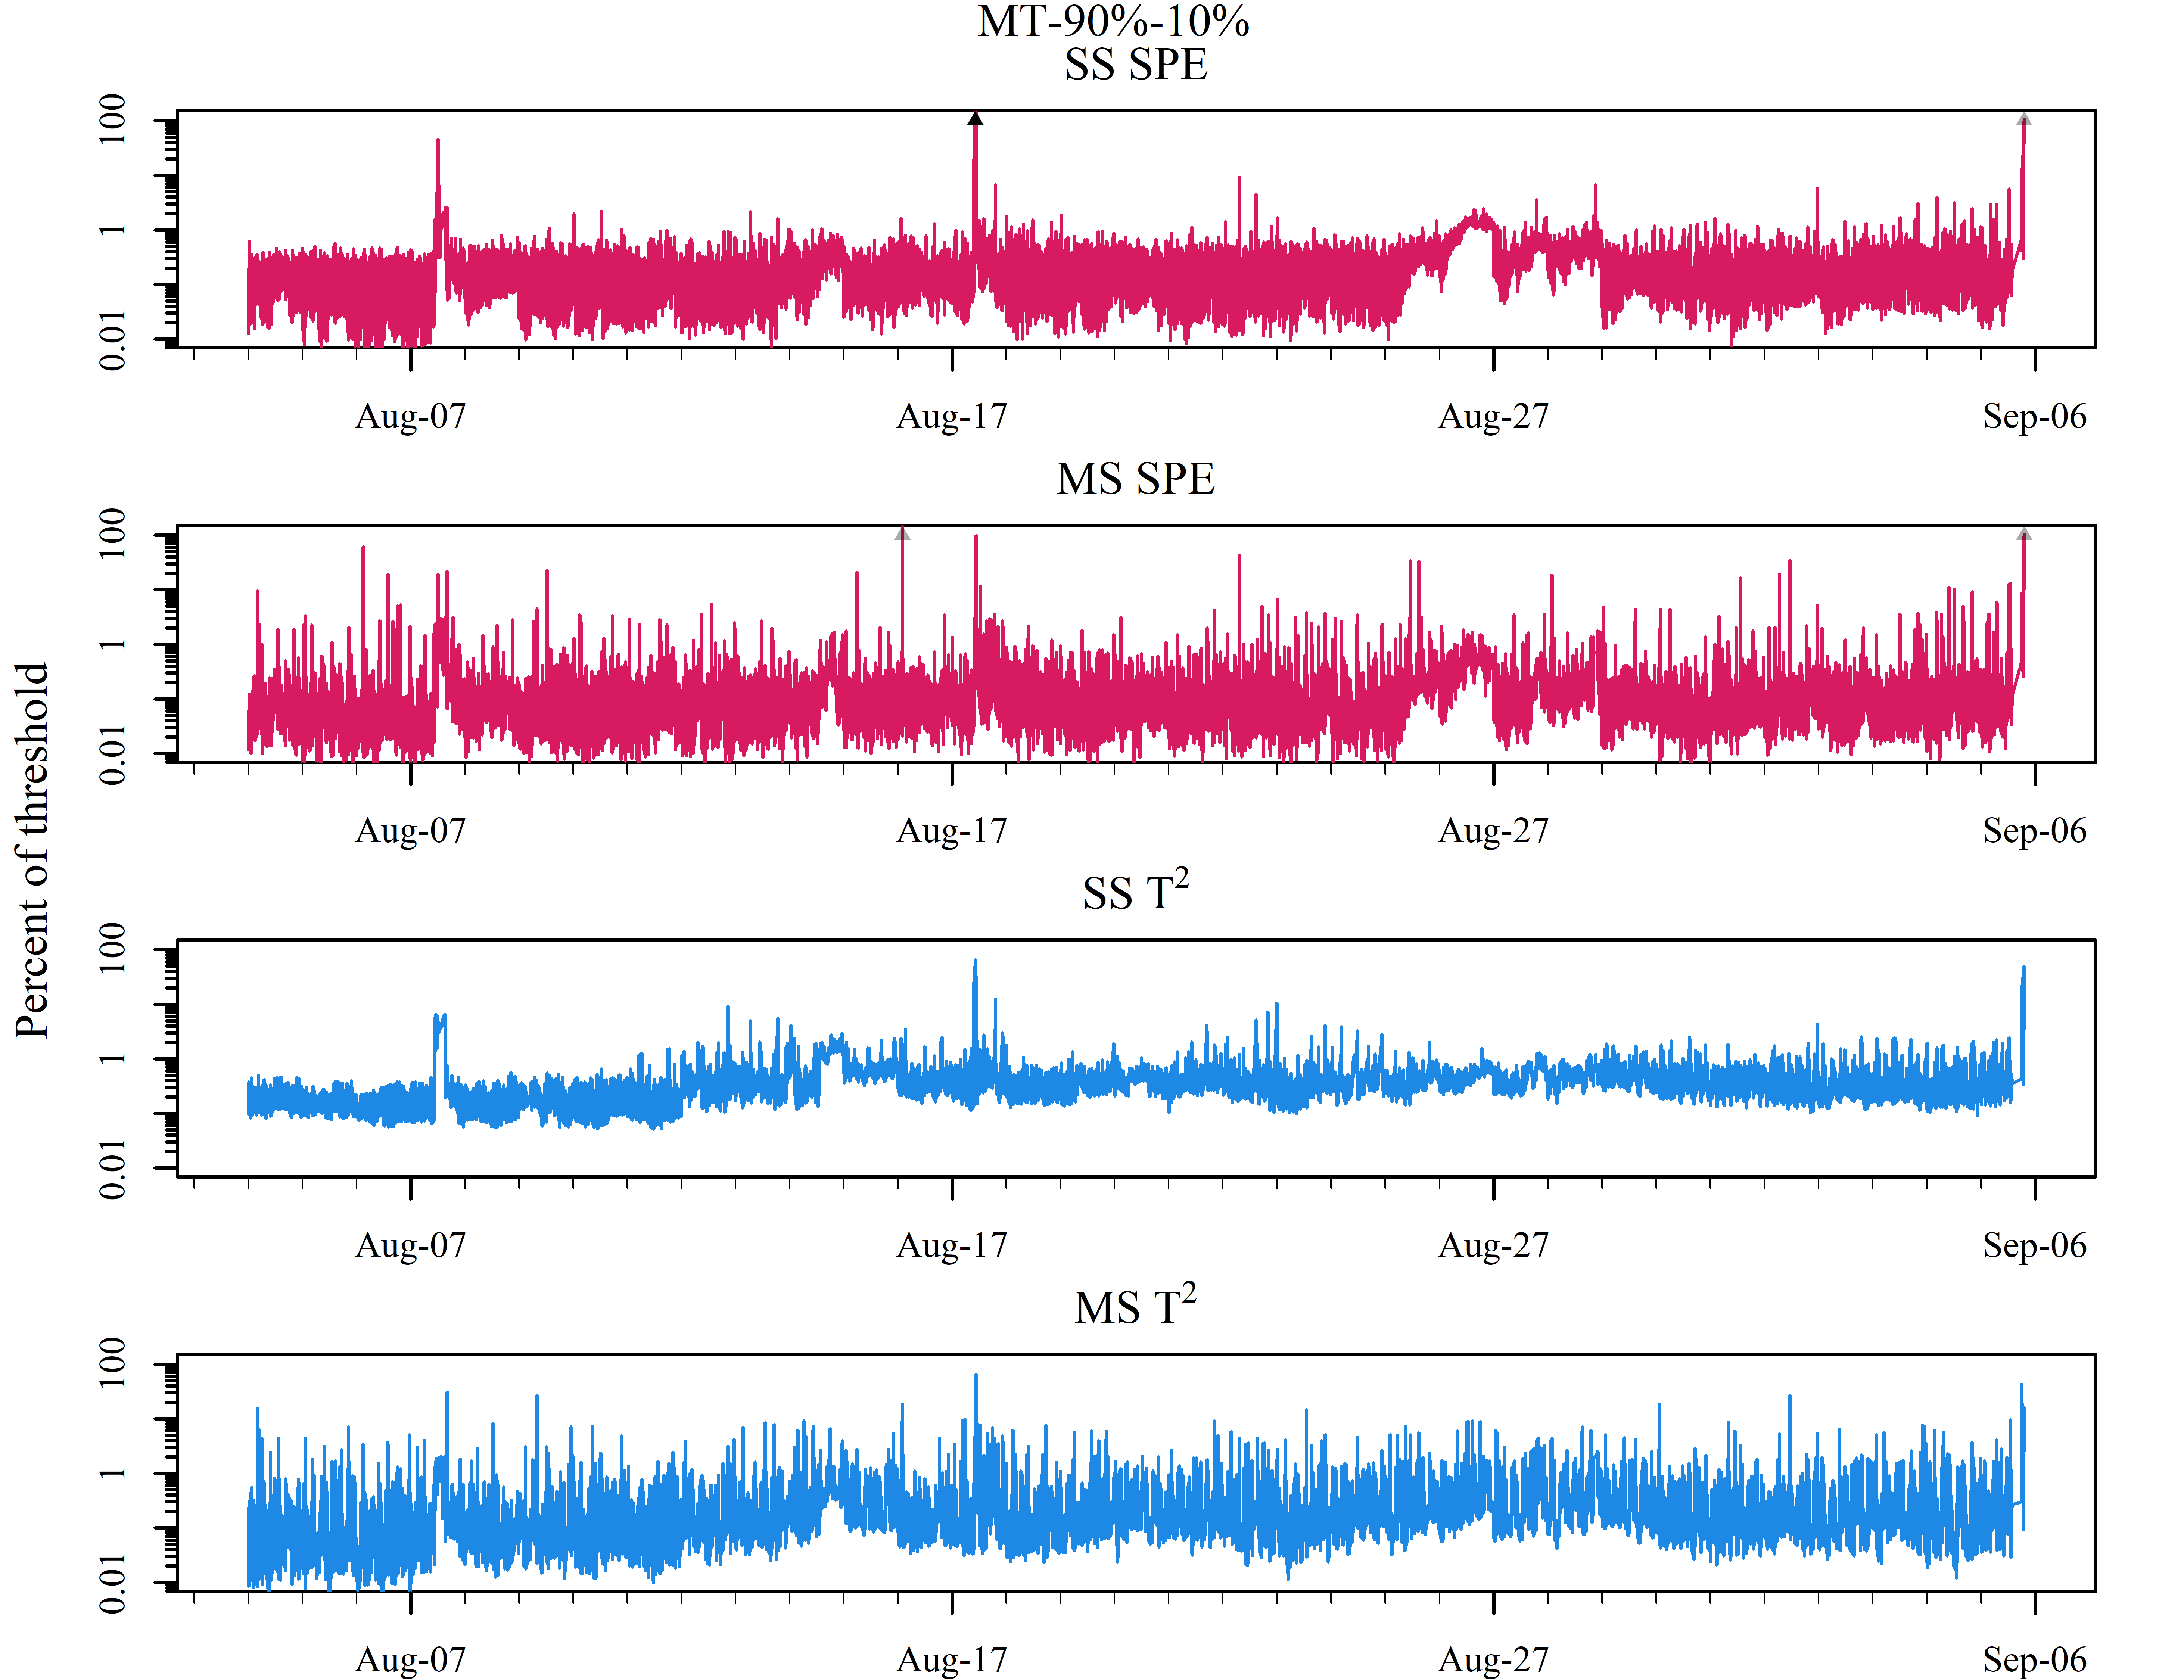 MT-90%-10%
SS SPE
100
1
0.01
Aug-07 Aug-17 Aug-27 Sep-06
MS SPE
100
1
0.01
Aug-07 Aug-17 Aug-27 Sep-06
Percent of threshold
SS T²
100
1
0.01
Aug-07 Aug-17 Aug-27 Sep-06
MS T²
100
1
0.01
Aug-07 Aug-17 Aug-27 Sep-06